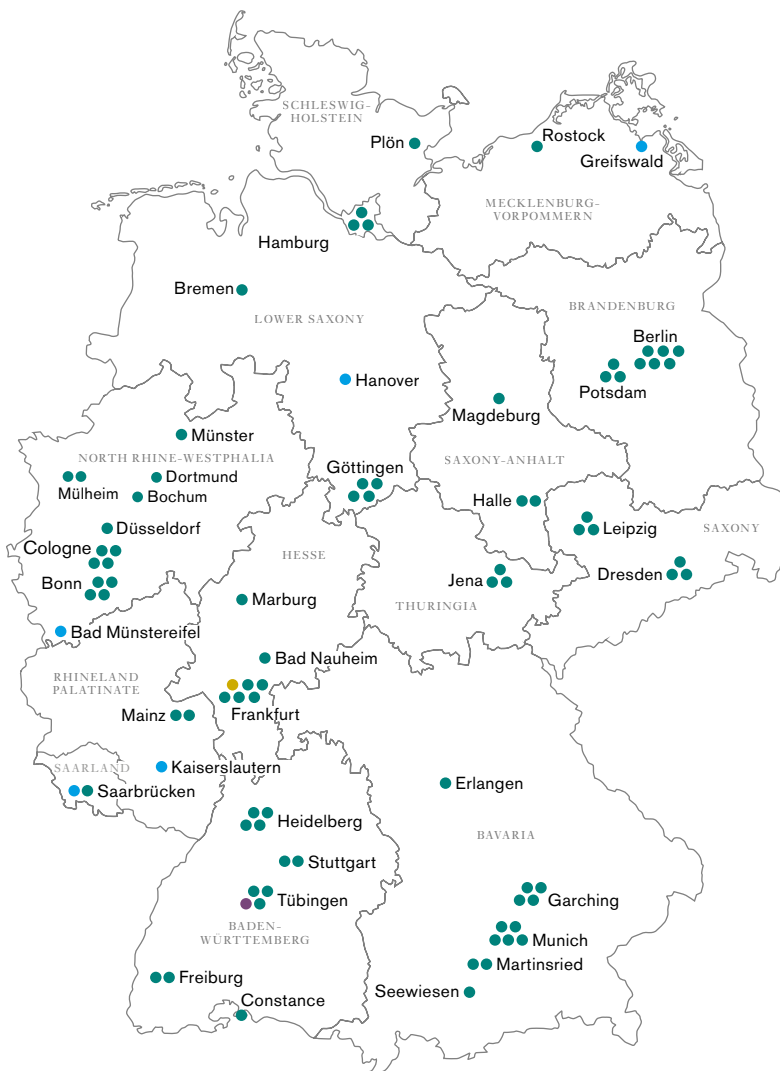 SCHLESWIG-
HOLSTEIN
Plön
Rostock
Greifswald
MECKLENBURG-
VORPOMMERN
Hamburg
Bremen
LOWER SAXONY
BRANDENBURG
Berlin
Potsdam
Hanover
Magdeburg
Münster
NORTH RHINE-WESTPHALIA
Göttingen
SAXONY-ANHALT
Mülheim
Dortmund
Bochum
Halle
Düsseldorf
Leipzig
SAXONY
Cologne
HESSE
Bonn
Jena
Dresden
Marburg
THURINGIA
Bad Münstereifel
Bad Nauheim
RHINELAND
PALATINATE
Mainz
Frankfurt
SAARLAND
Kaiserslautern
Saarbrücken
Erlangen
Heidelberg
BAVARIA
Stuttgart
Tübingen
Garching
BADEN-
WÜRTTEMBERG
Munich
Martinsried
Freiburg
Seewiesen
Constance